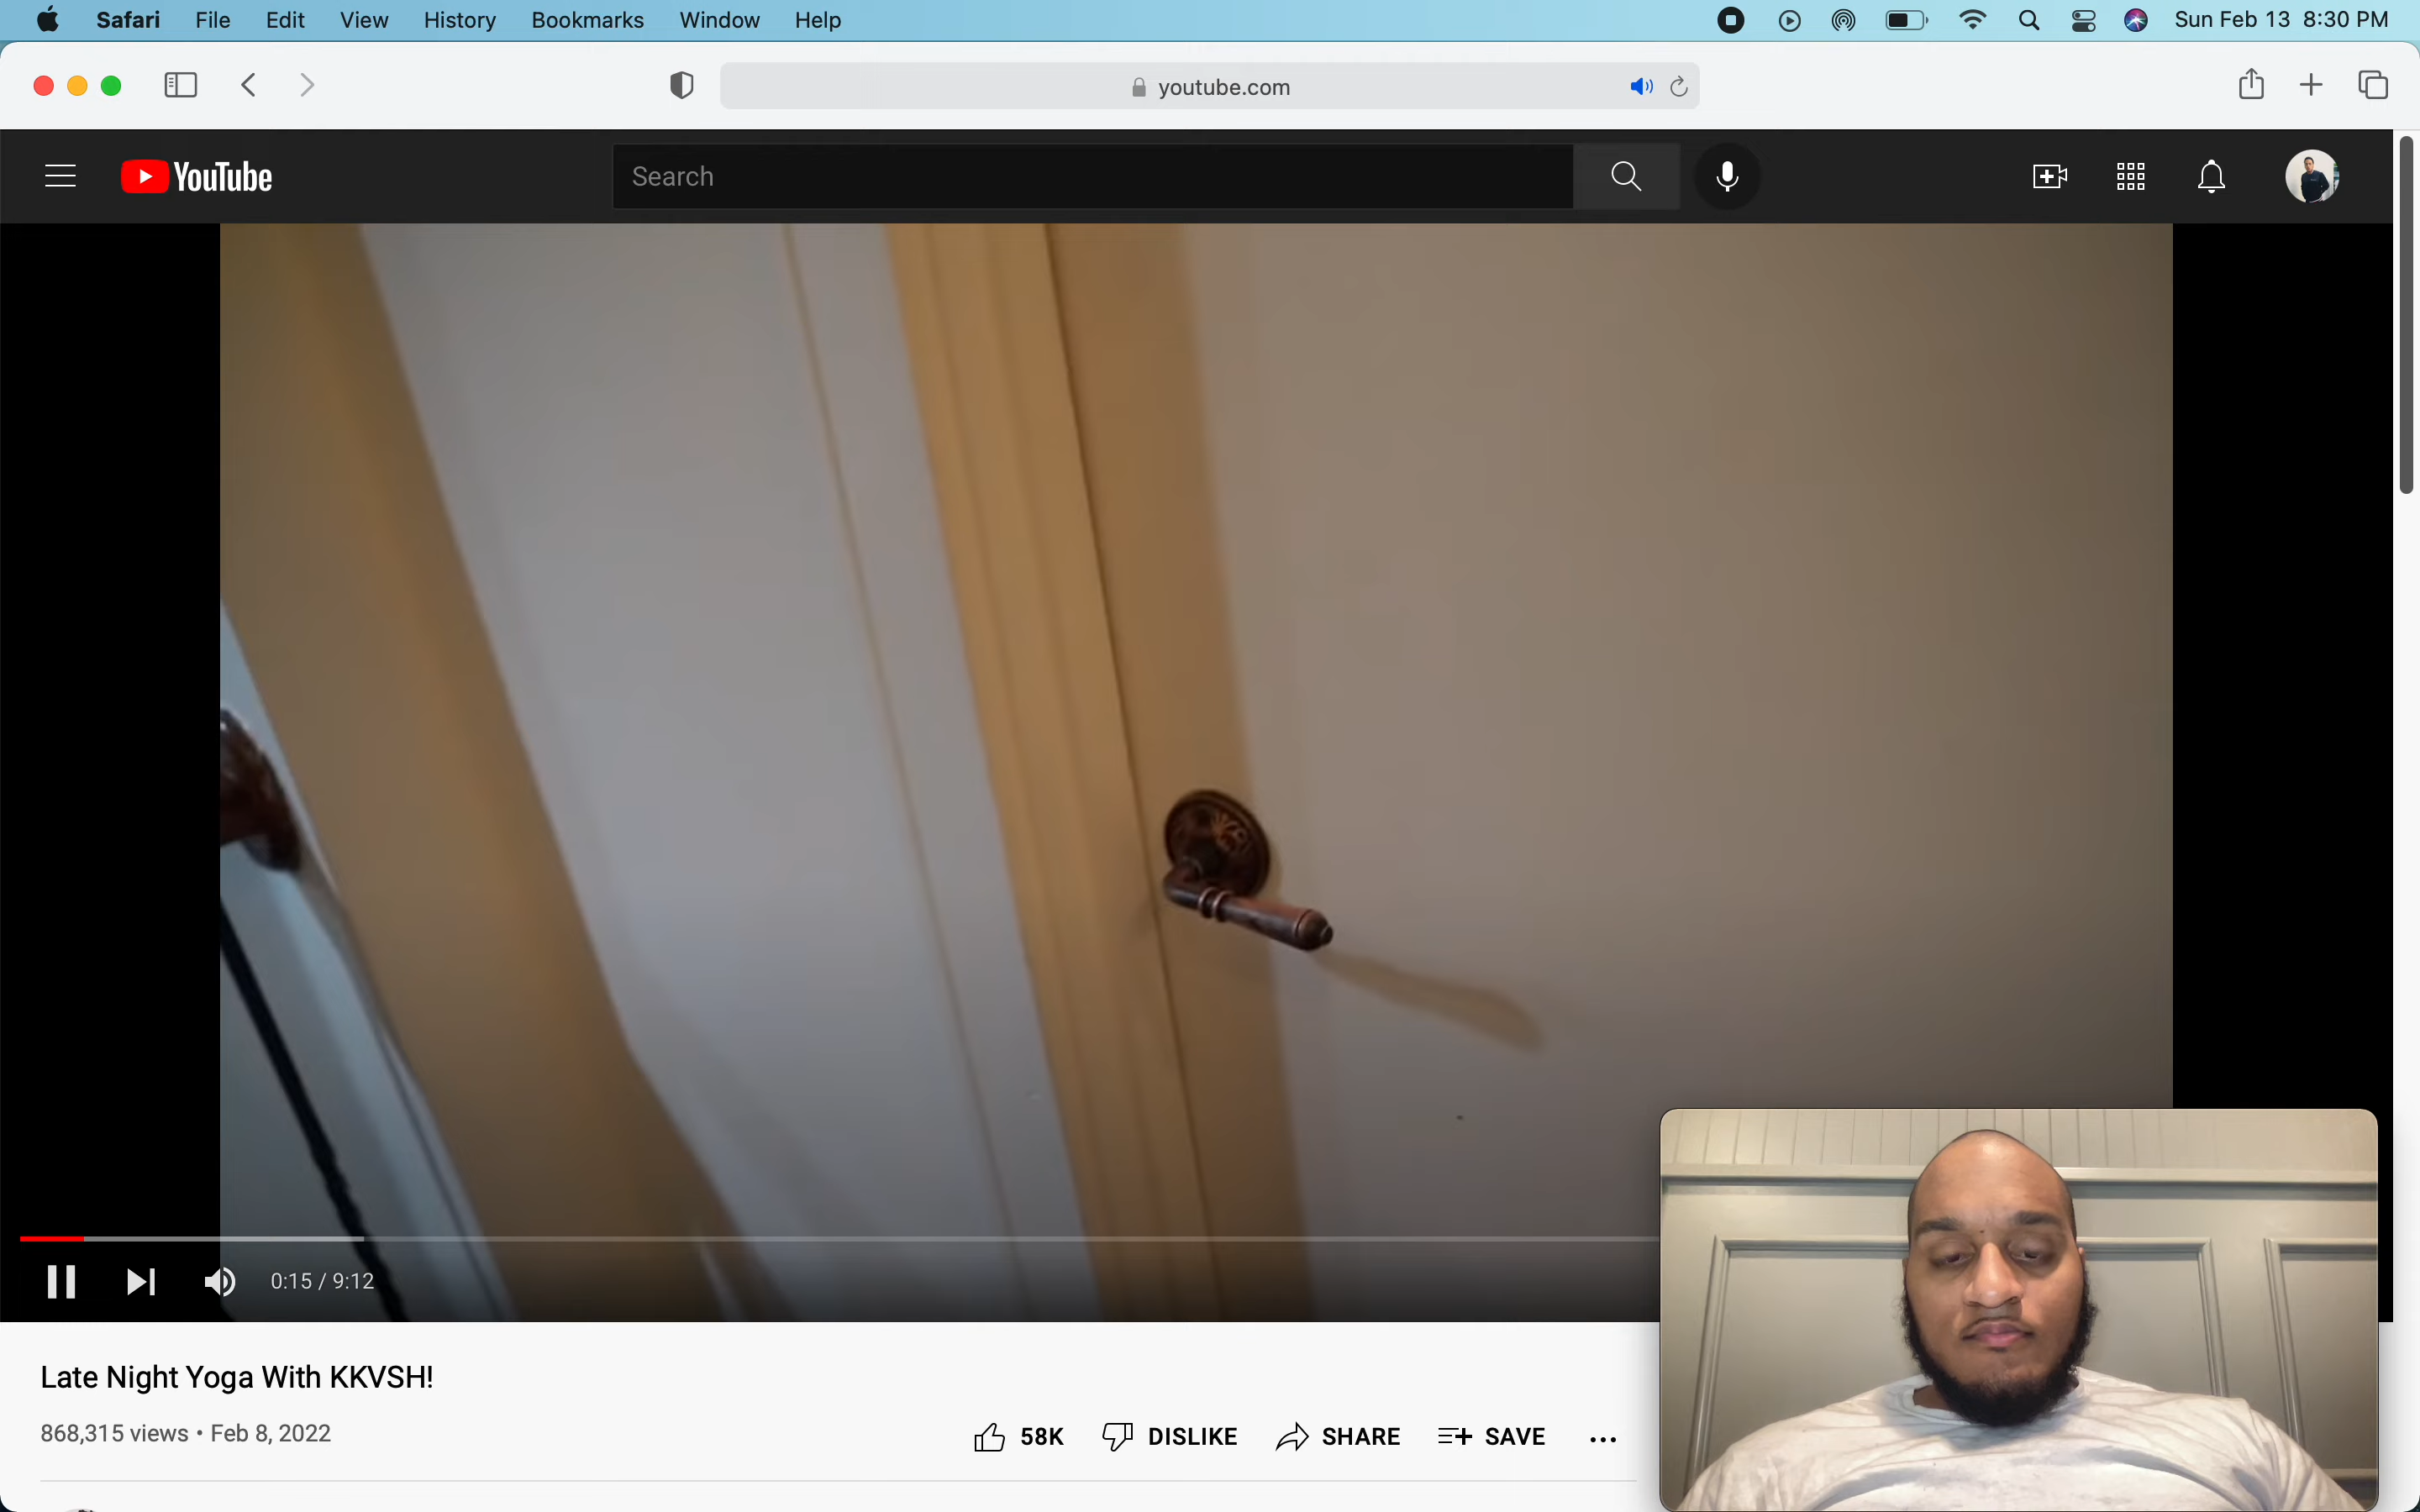 Safari File Edit View History Bookmarks Window Help Sun Feb 13 8:30 PM
youtube.com
YouTube Search
0:15 / 9:12
Late Night Yoga With KKVSH!
868,315 views • Feb 8, 2022 58K DISLIKE SHARE SAVE